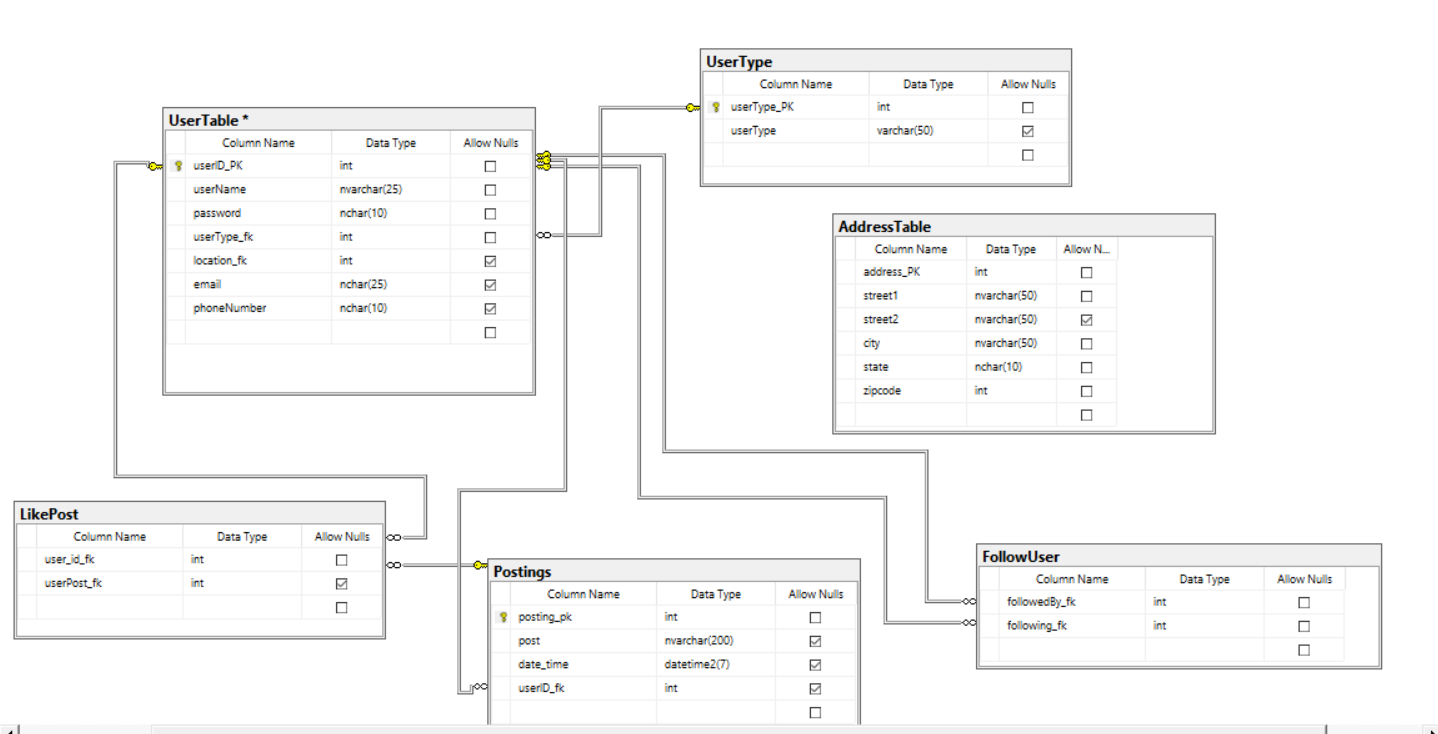 UserType
Column Name Data Type Allow Nulls
userType_PK int
userType varchar(50)
UserTable *
Column Name Data Type Allow Nulls
userID_PK int
userName nvarchar(25)
password nchar(10)
userType_fk int
location_fk int
email nchar(25)
phoneNumber nchar(10)
AddressTable
Column Name Data Type Allow N...
address_PK int
street1 nvarchar(50)
street2 nvarchar(50)
city nvarchar(50)
state nchar(10)
zipcode int
LikePost
Column Name Data Type Allow Nulls
user_id_fk int
userPost_fk int
Postings
Column Name Data Type Allow Nulls
posting_pk int
post nvarchar(200)
date_time datetime2(7)
userID_fk int
FollowUser
Column Name Data Type Allow Nulls
followedBy_fk int
following_fk int